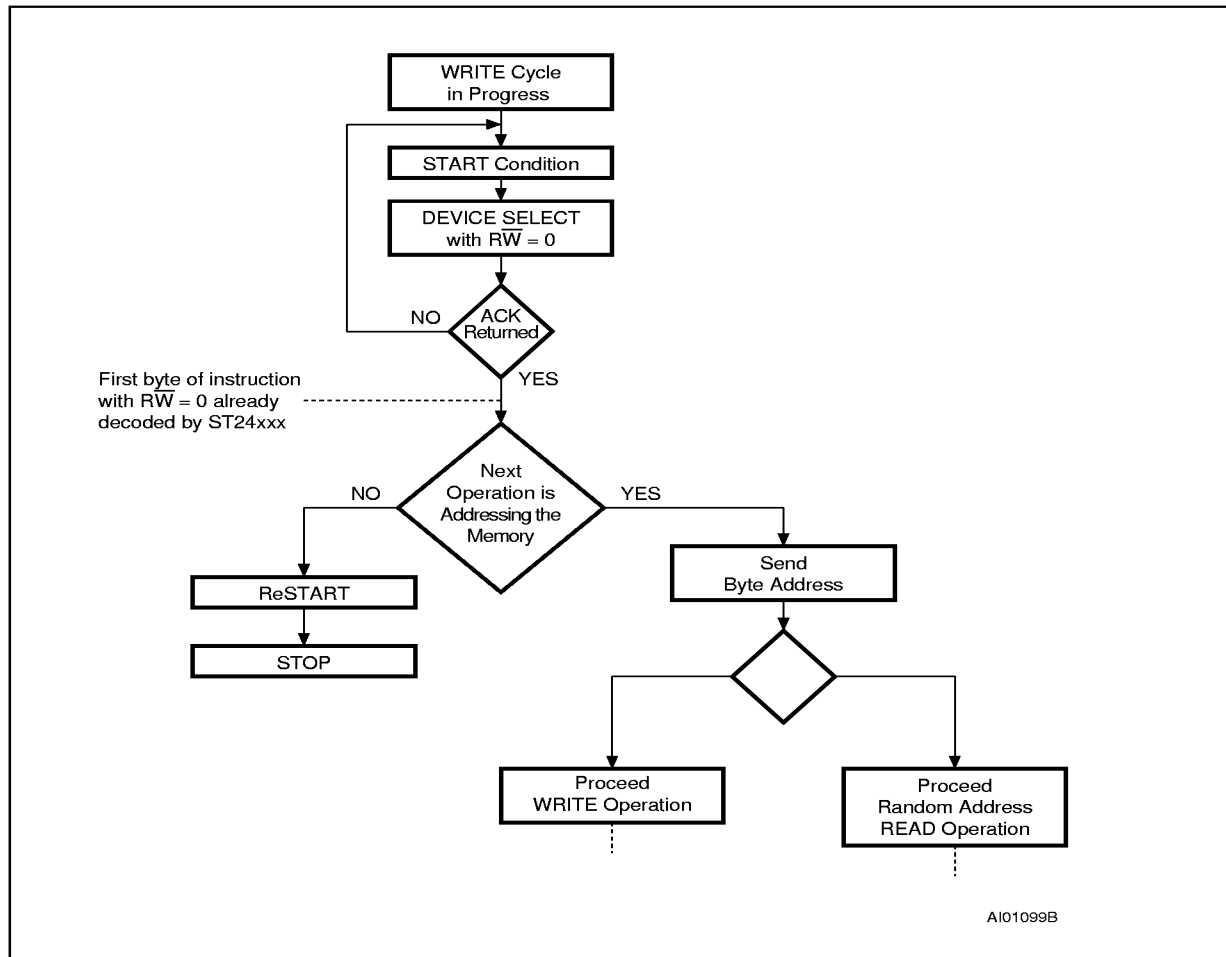 WRITE Cycle
in Progress
START Condition
DEVICE SELECT
with RW̅ = 0
NO
ACK
Returned
YES
First byte of instruction
with RW̅ = 0 already
decoded by ST24xxx
NO
Next
Operation is
Addressing the
Memory
YES
Send
Byte Address
ReSTART
STOP
Proceed
WRITE Operation
Proceed
Random Address
READ Operation
AI01099B